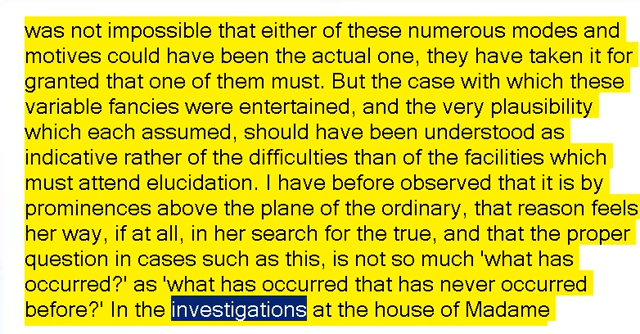 was not impossible that either of these numerous modes and
motives could have been the actual one, they have taken it for
granted that one of them must. But the case with which these
variable fancies were entertained, and the very plausibility
which each assumed, should have been understood as
indicative rather of the difficulties than of the facilities which
must attend elucidation. I have before observed that it is by
prominences above the plane of the ordinary, that reason feels
her way, if at all, in her search for the true, and that the proper
question in cases such as this, is not so much 'what has
occurred?' as 'what has occurred that has never occurred
before?' In the investigations at the house of Madame